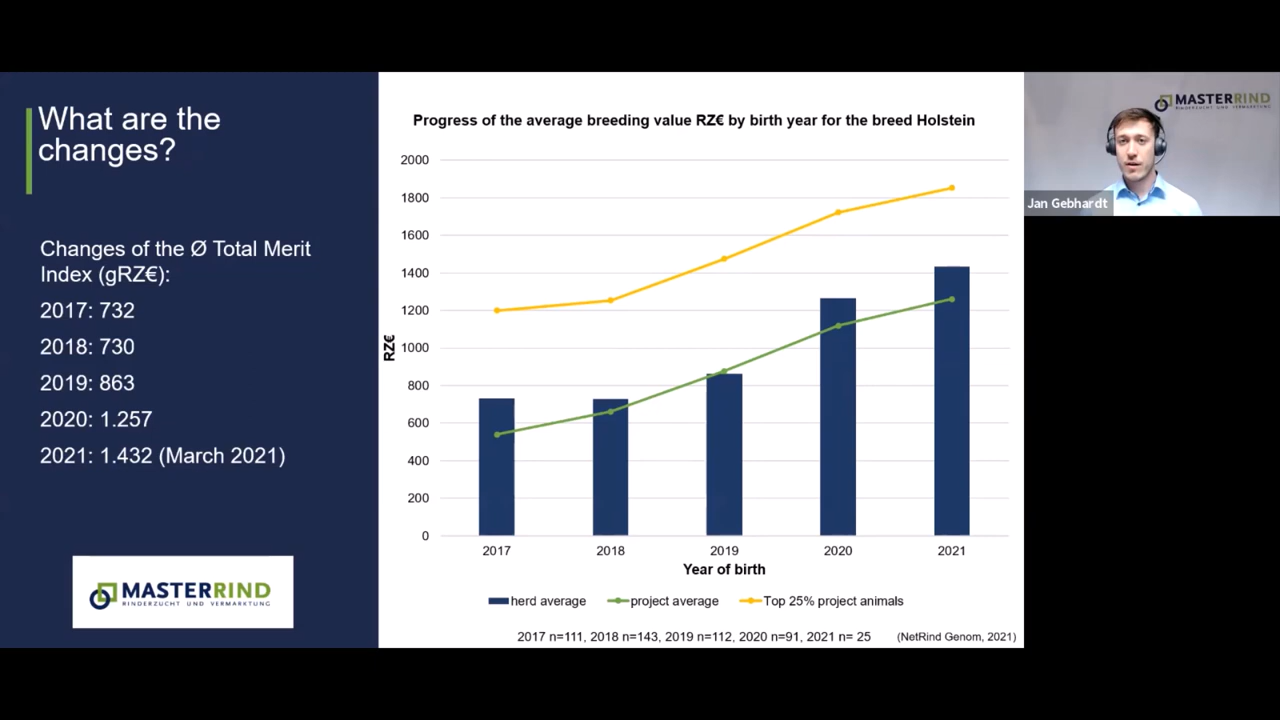 What are the
changes?
Changes of the Ø Total Merit
Index (gRZ€):
2017: 732
2018: 730
2019: 863
2020: 1.257
2021: 1.432 (March 2021)
MASTERRIND
RINDERZUCHT UND VERMARKTUNG
Progress of the average breeding value RZ€ by birth year for the breed Holstein
2000
1800
1600
1400
1200
1000
800
600
400
200
0
RZ€
2017 2018 2019 2020 2021
Year of birth
herd average project average Top 25% project animals
2017 n=111, 2018 n=143, 2019 n=112, 2020 n=91, 2021 n= 25 (NetRind Genom, 2021)
MASTERRIND
RINDERZUCHT UND VERMARKTUNG
Jan Gebhardt